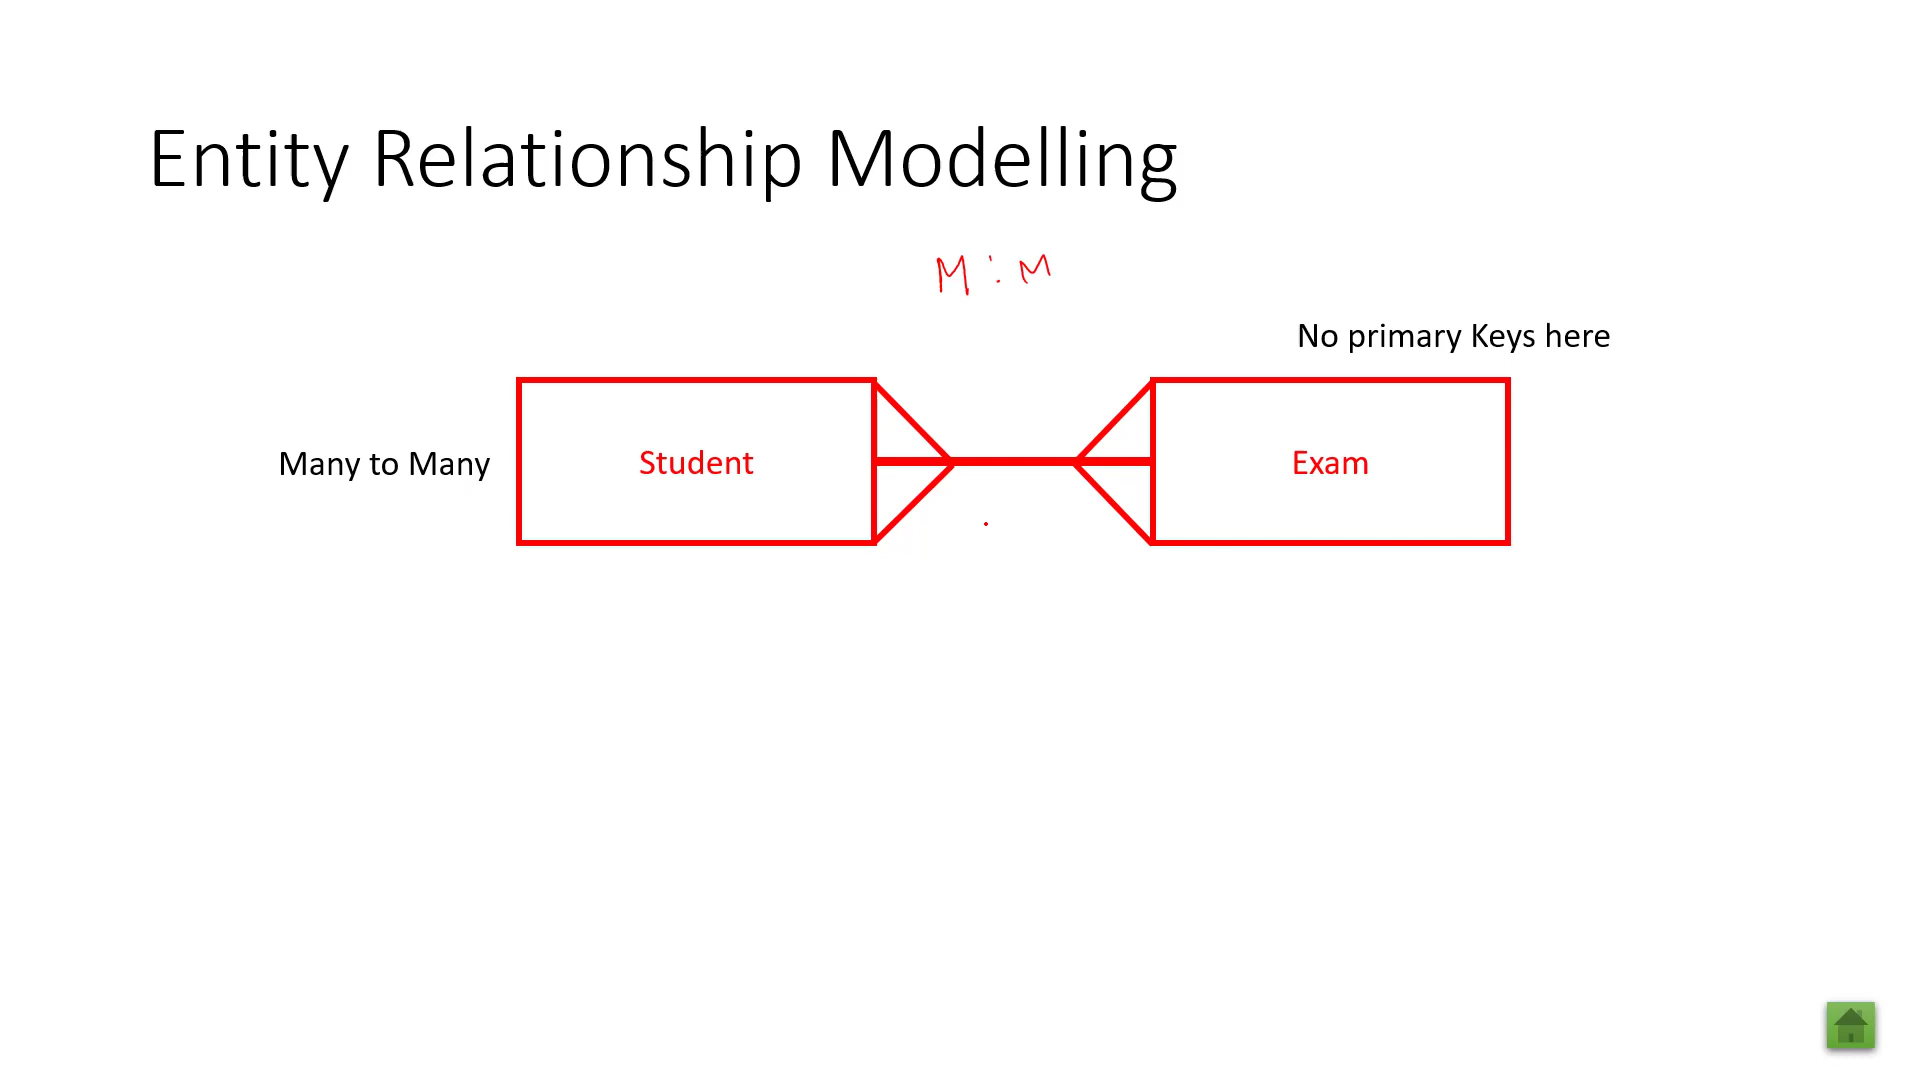 Entity Relationship Modelling
M : M
No primary Keys here
Many to Many
Student
Exam